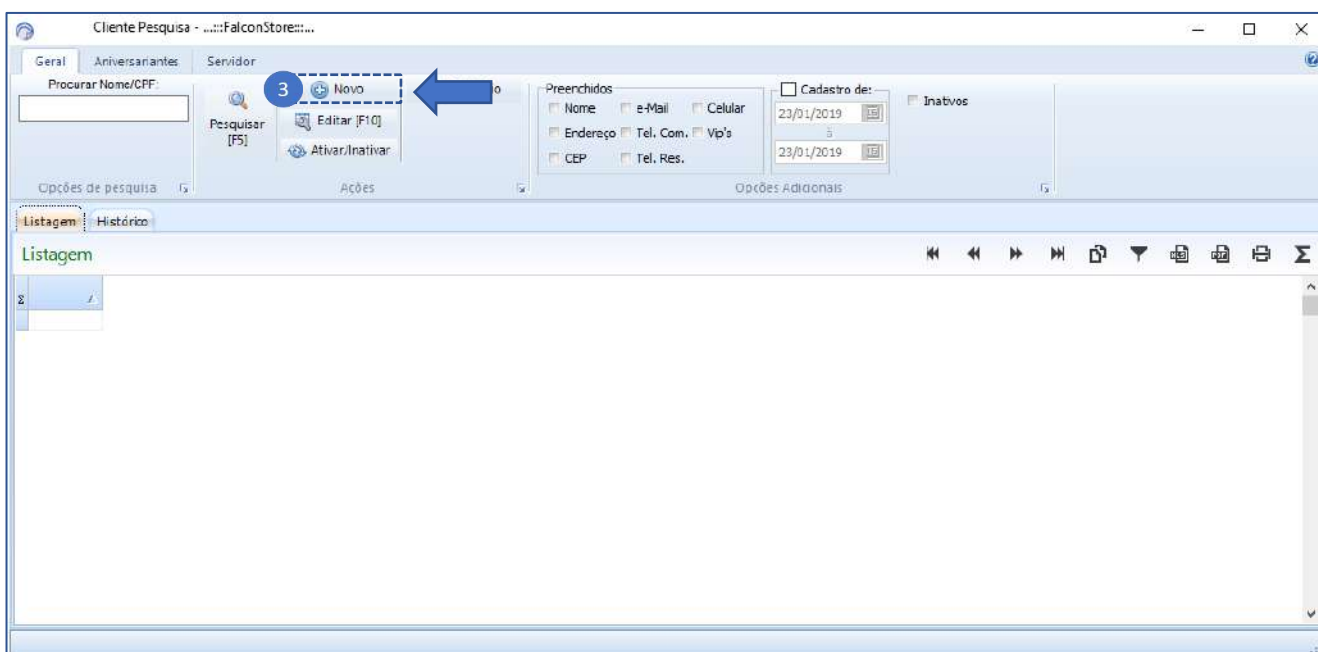 Cliente Pesquisa - ...:::FalconStore:::...
Geral Aniversariantes Servidor
Procurar Nome/CPF:
Pesquisar
[F5]
3 Novo
Editar [F10]
Ativar/Inativar
Preenchidos
Nome e-Mail Celular
Endereço Tel. Com. Vip's
CEP Tel. Res.
Cadastro de:
23/01/2019
à
23/01/2019
Inativos
Opções de pesquisa Ações Opções Adicionais
Listagem Histórico
Listagem
XLS PDF Σ
Σ